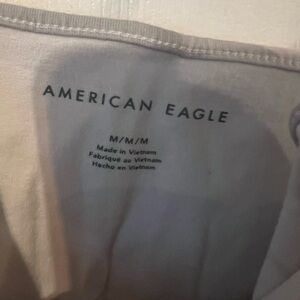 AMERICAN EAGLE
M/M/M
Made in Vietnam
Fabriqué au Vietnam
Hecho en Vietnam